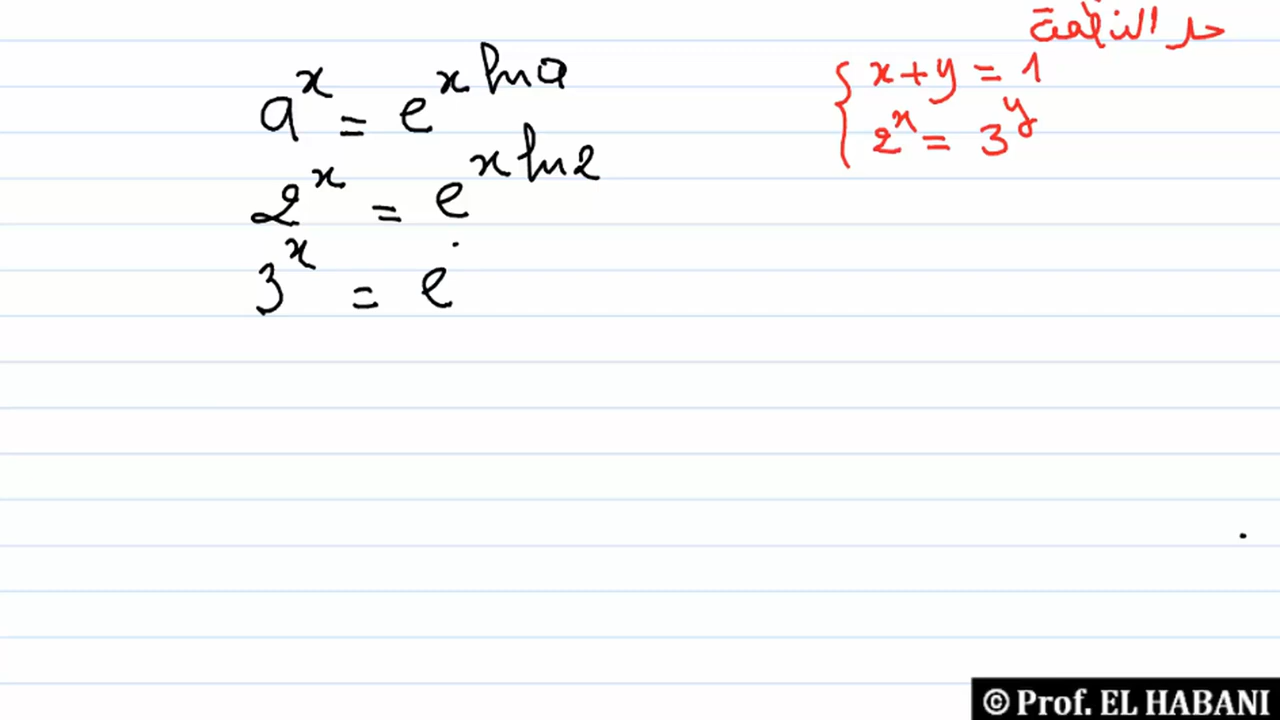 a^x = e^{x ln a}
2^x = e^{x ln 2}
3^x = e
حل النظمة
{ x + y = 1
2^x = 3^y
© Prof. EL HABANI